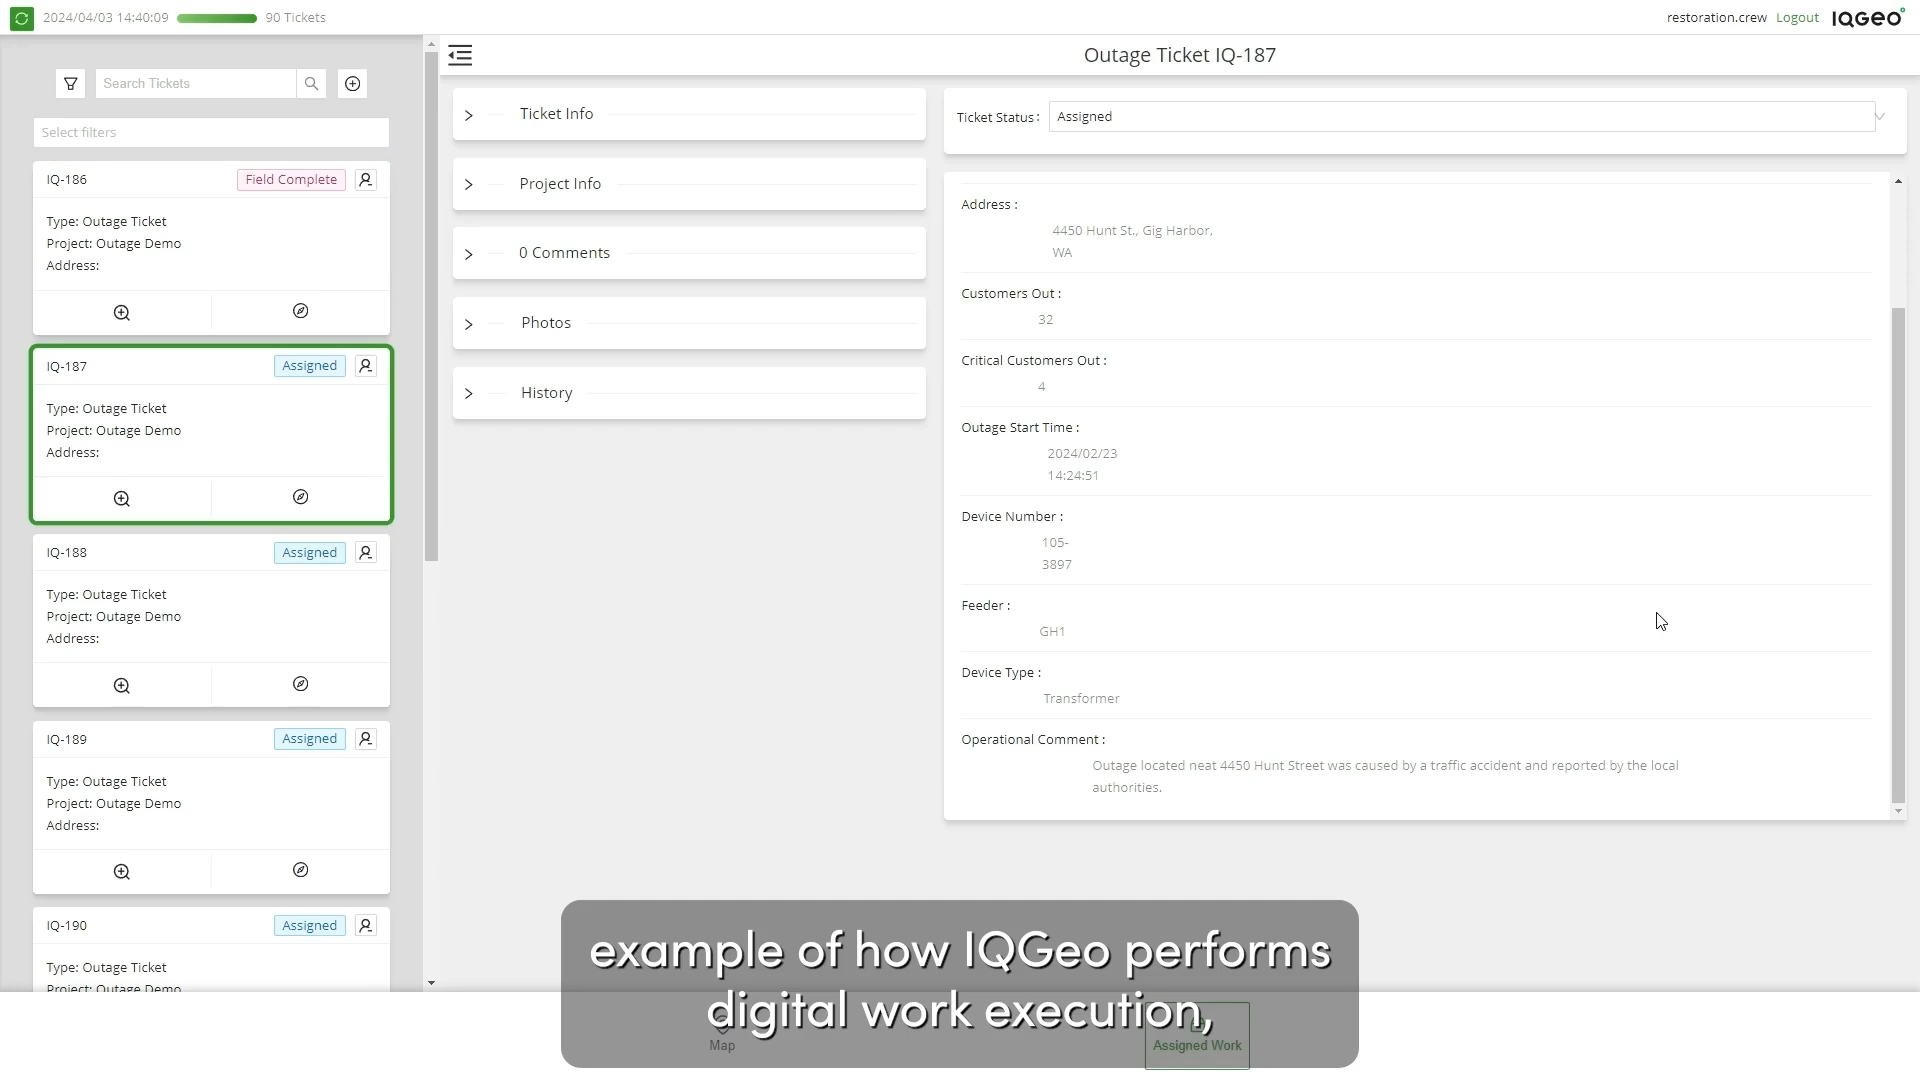 2024/04/03 14:40:09 90 Tickets
restoration.crew Logout IQGEO
Search Tickets
Select filters
IQ-186 Field Complete
Type: Outage Ticket
Project: Outage Demo
Address:
IQ-187 Assigned
Type: Outage Ticket
Project: Outage Demo
Address:
IQ-188 Assigned
Type: Outage Ticket
Project: Outage Demo
Address:
IQ-189 Assigned
Type: Outage Ticket
Project: Outage Demo
Address:
IQ-190 Assigned
Type: Outage Ticket
Project: Outage Demo
Outage Ticket IQ-187
Ticket Info
Project Info
0 Comments
Photos
History
Ticket Status: Assigned
Address :
4450 Hunt St., Gig Harbor,
WA
Customers Out :
32
Critical Customers Out :
4
Outage Start Time :
2024/02/23
14:24:51
Device Number :
105-
3897
Feeder :
GH1
Device Type :
Transformer
Operational Comment :
Outage located neat 4450 Hunt Street was caused by a traffic accident and reported by the local
authorities.
example of how IQGeo performs
digital work execution,
Map
Assigned Work